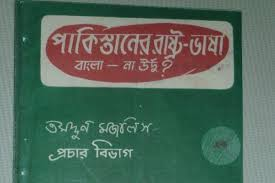 পাকিস্তানের রাষ্ট্র-ভাষা
বাংলা — না উর্দু?
তমদ্দুন মজলিস-
প্রচার বিভাগ